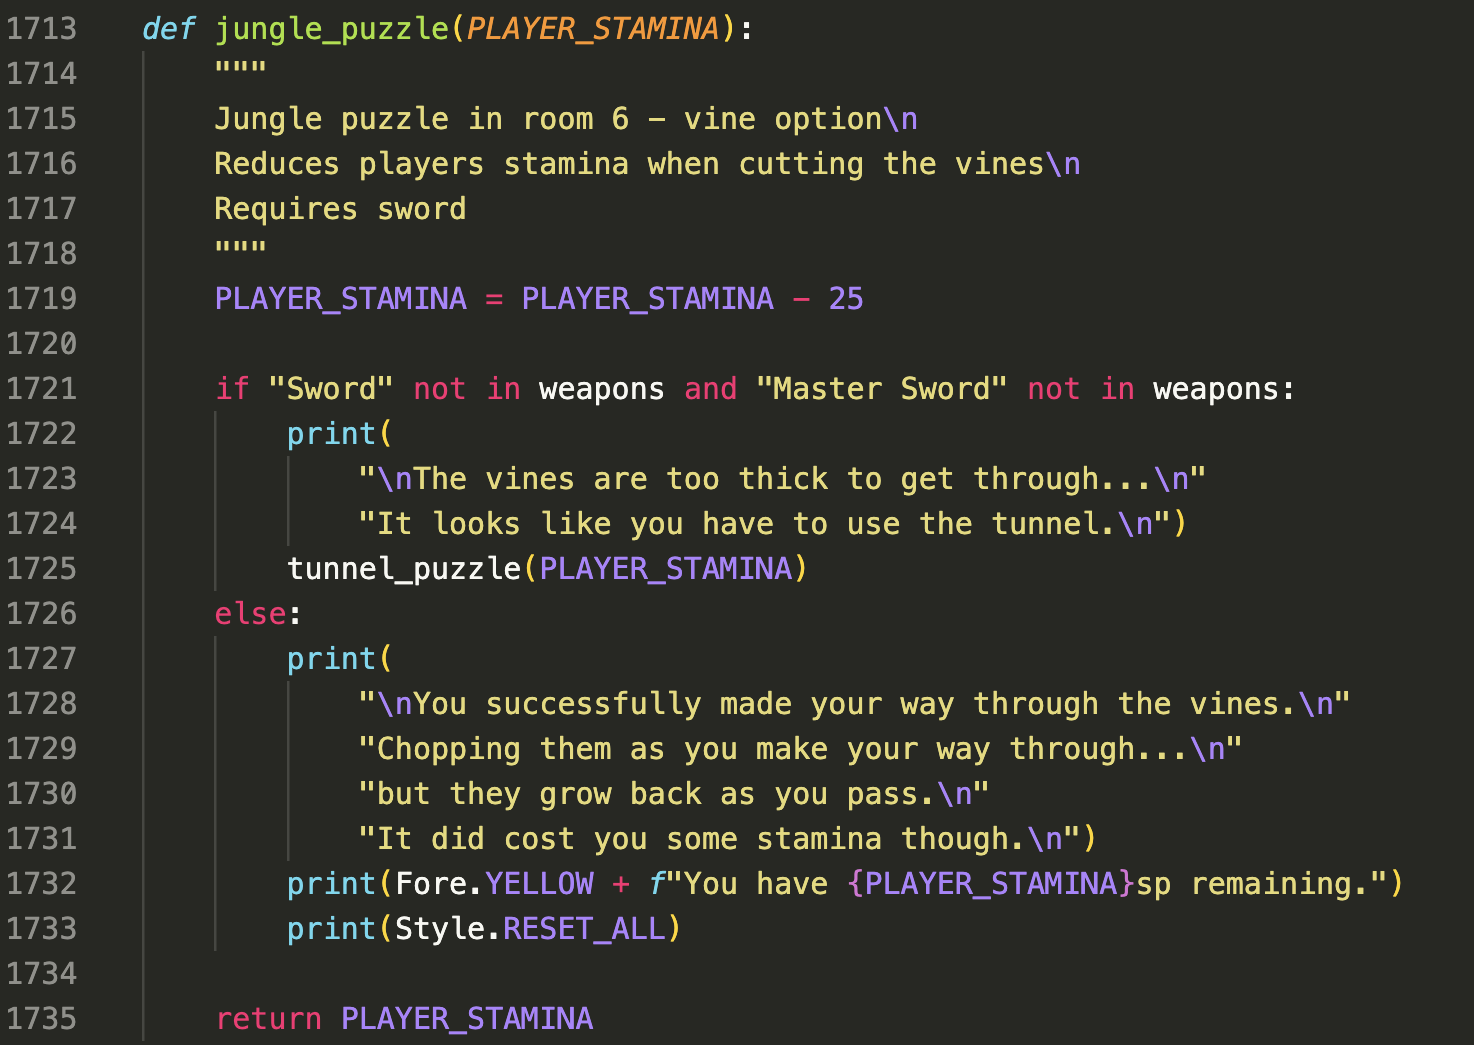 1713 def jungle_puzzle(PLAYER_STAMINA):
1714 """
1715 Jungle puzzle in room 6 – vine option\n
1716 Reduces players stamina when cutting the vines\n
1717 Requires sword
1718 """
1719 PLAYER_STAMINA = PLAYER_STAMINA - 25
1720
1721 if "Sword" not in weapons and "Master Sword" not in weapons:
1722 print(
1723 "\nThe vines are too thick to get through...\n"
1724 "It looks like you have to use the tunnel.\n")
1725 tunnel_puzzle(PLAYER_STAMINA)
1726 else:
1727 print(
1728 "\nYou successfully made your way through the vines.\n"
1729 "Chopping them as you make your way through...\n"
1730 "but they grow back as you pass.\n"
1731 "It did cost you some stamina though.\n")
1732 print(Fore.YELLOW + f"You have {PLAYER_STAMINA}sp remaining.")
1733 print(Style.RESET_ALL)
1734
1735 return PLAYER_STAMINA